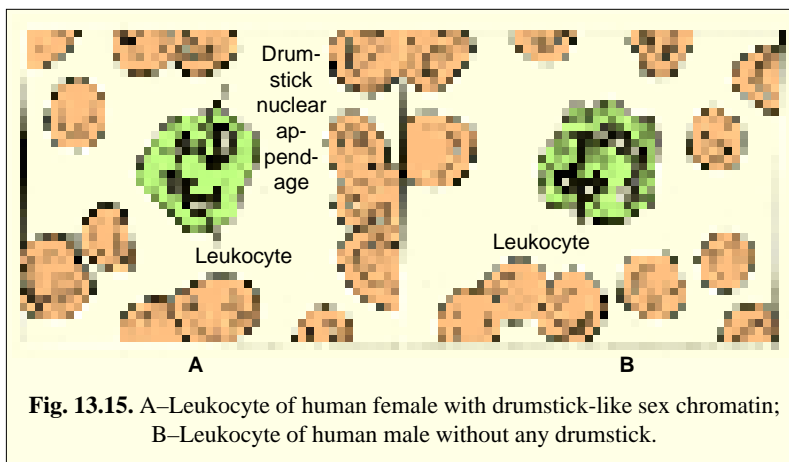 Drum-
stick
nuclear
ap-
pend-
age
Leukocyte
Leukocyte
A
B
Fig. 13.15. A–Leukocyte of human female with drumstick-like sex chromatin;
B–Leukocyte of human male without any drumstick.